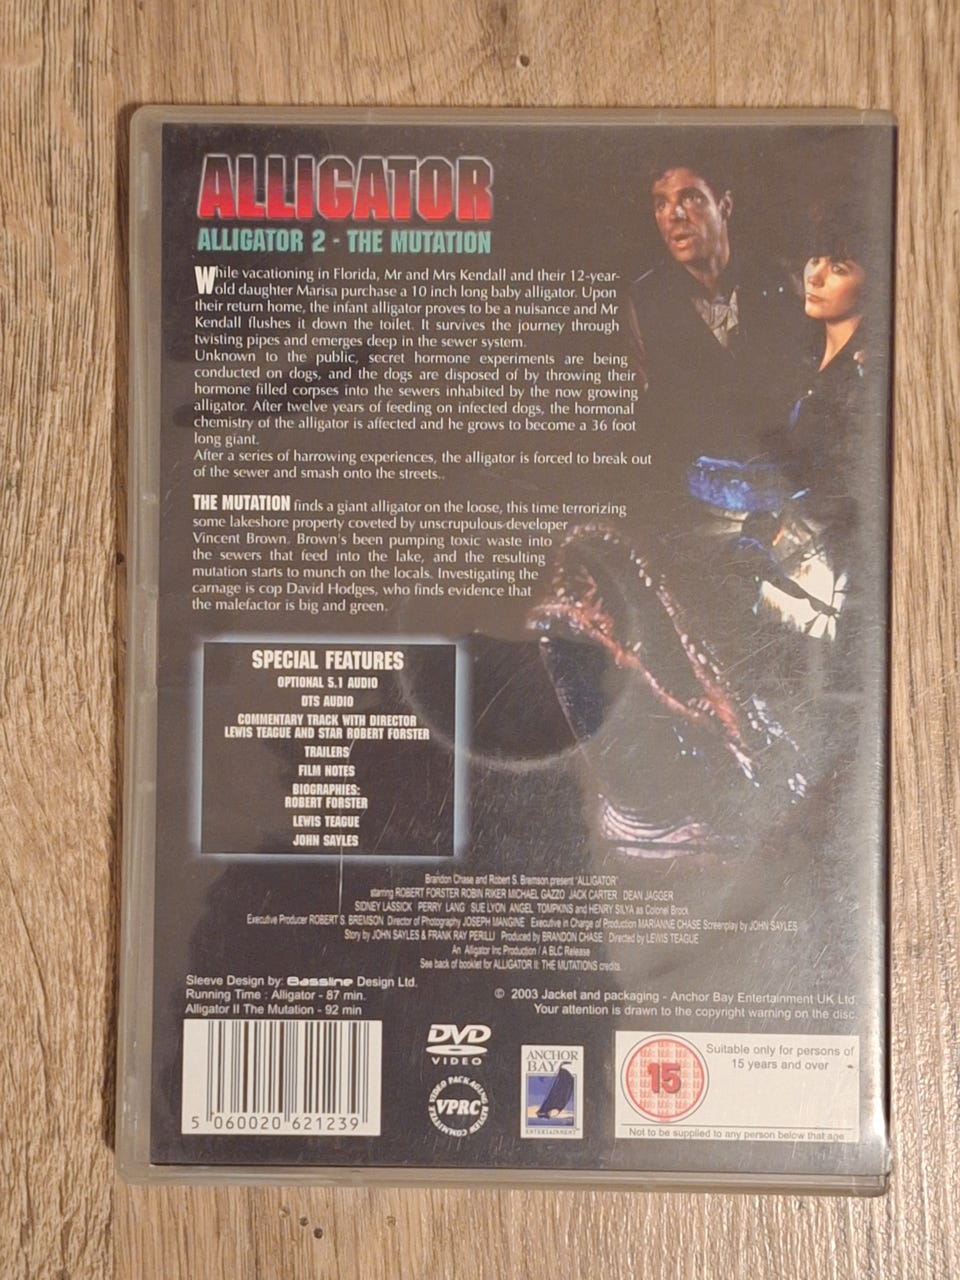 ALLIGATOR
ALLIGATOR 2 - THE MUTATION
While vacationing in Florida, Mr and Mrs Kendall and their 12-year-
old daughter Marisa purchase a 10 inch long baby alligator. Upon
their return home, the infant alligator proves to be a nuisance and Mr
Kendall flushes it down the toilet. It survives the journey through
twisting pipes and emerges deep in the sewer system.
Unknown to the public, secret hormone experiments are being
conducted on dogs, and the dogs are disposed of by throwing their
hormone filled corpses into the sewers inhabited by the now growing
alligator. After twelve years of feeding on infected dogs, the hormonal
chemistry of the alligator is affected and he grows to become a 36 foot
long giant.
After a series of harrowing experiences, the alligator is forced to break out
of the sewer and smash onto the streets..
THE MUTATION finds a giant alligator on the loose, this time terrorizing
some lakeshore property coveted by unscrupulous developer
Vincent Brown. Brown's been pumping toxic waste into
the sewers that feed into the lake, and the resulting
mutation starts to munch on the locals. Investigating the
carnage is cop David Hodges, who finds evidence that
the malefactor is big and green.
SPECIAL FEATURES
OPTIONAL 5.1 AUDIO
DTS AUDIO
COMMENTARY TRACK WITH DIRECTOR
LEWIS TEAGUE AND STAR ROBERT FORSTER
TRAILERS
FILM NOTES
BIOGRAPHIES:
ROBERT FORSTER
LEWIS TEAGUE
JOHN SAYLES
Brandon Chase and Robert S. Bremson present 'ALLIGATOR'
starring ROBERT FORSTER ROBIN RIKER MICHAEL GAZZO JACK CARTER DEAN JAGGER
SIDNEY LASSICK PERRY LANG SUE LYON ANGEL TOMPKINS and HENRY SILVA as Colonel Brock
Executive Producer ROBERT S. BREMSON Director of Photography JOSEPH MANGINE Executive in Charge of Production MARIANNE CHASE Screenplay by JOHN SAYLES
Story by JOHN SAYLES & FRANK RAY PERILLI Produced by BRANDON CHASE Directed by LEWIS TEAGUE
An Alligator Inc Production / A BLC Release
See back of booklet for ALLIGATOR II: THE MUTATIONS credits.
Sleeve Design by: Bassline Design Ltd.
Running Time : Alligator - 87 min.
Alligator II The Mutation - 92 min
© 2003 Jacket and packaging - Anchor Bay Entertainment UK Ltd.
Your attention is drawn to the copyright warning on the disc.
5 060020 621239
DVD
VIDEO
VIDEO PACKAGING REVIEW COMMITTEE
VPRC
ANCHOR
BAY
ENTERTAINMENT
15
Suitable only for persons of
15 years and over
Not to be supplied to any person below that age